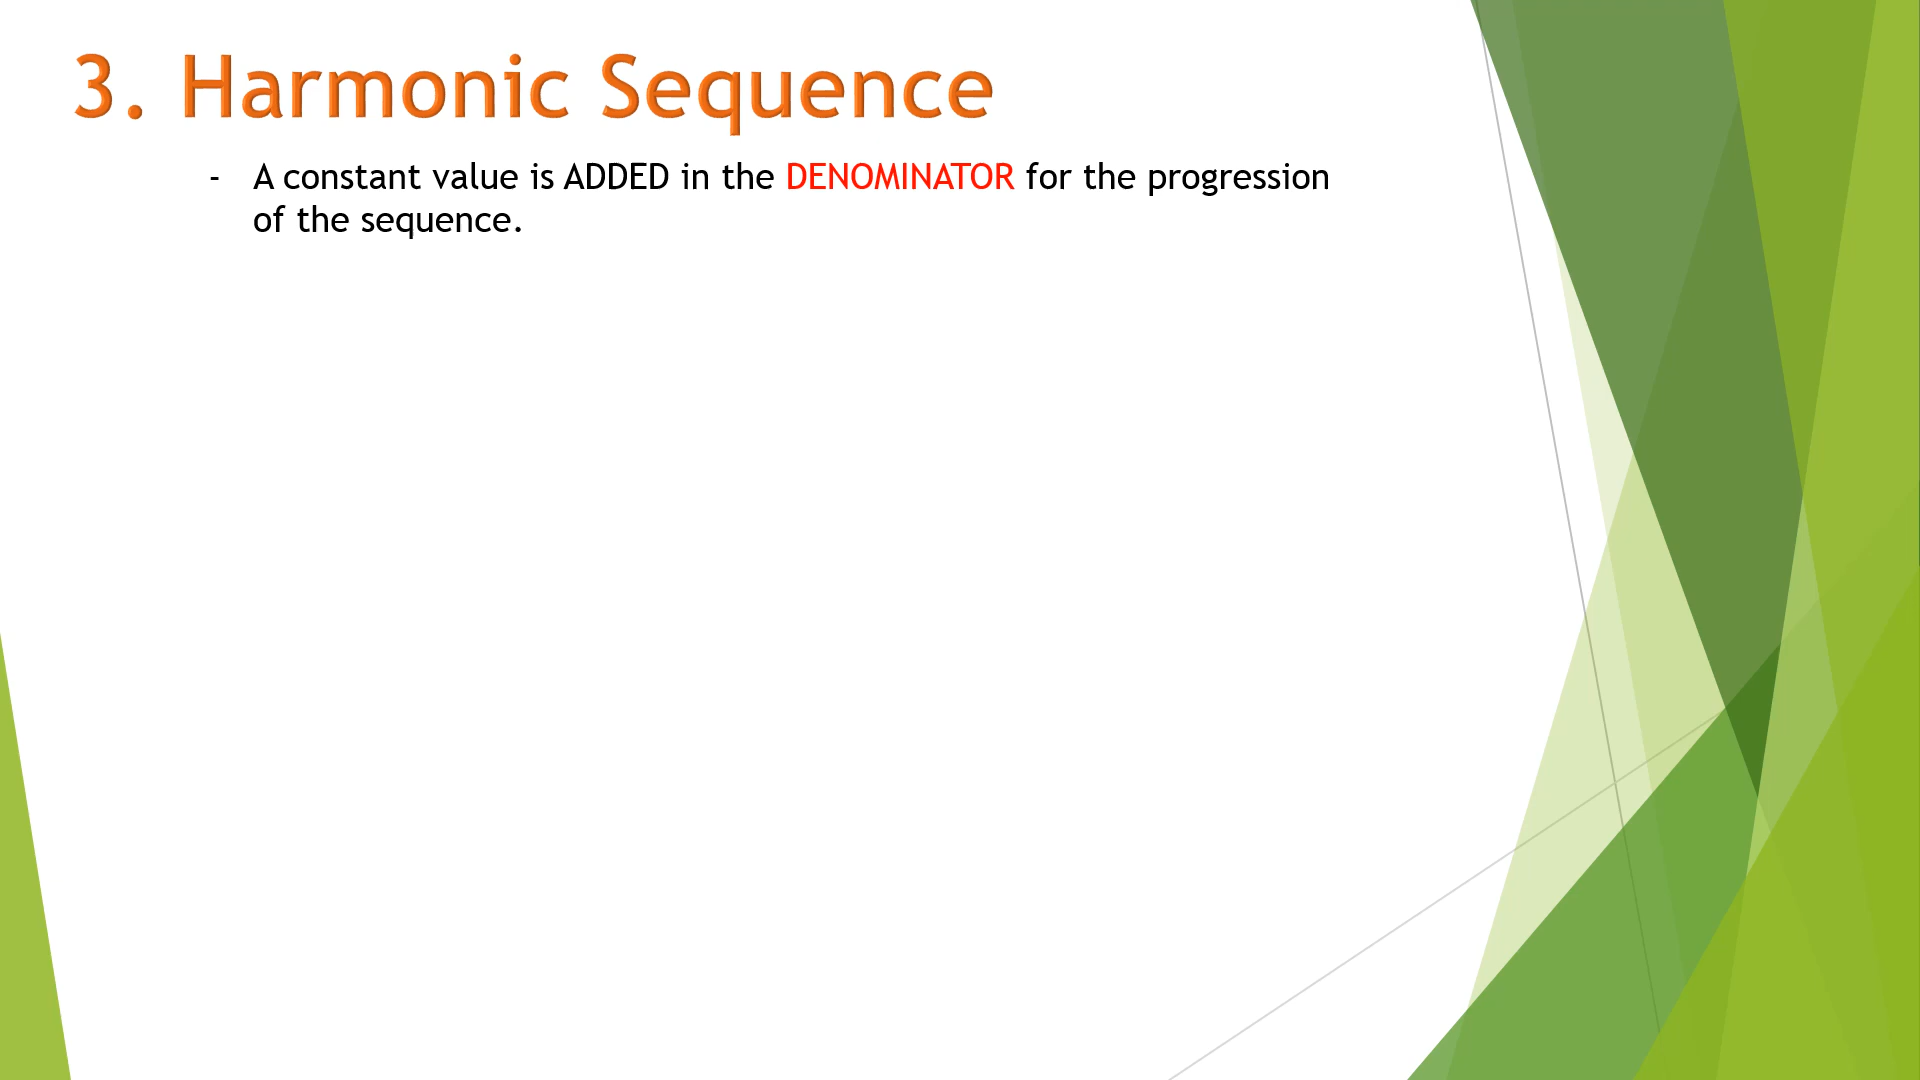 3. Harmonic Sequence
- A constant value is ADDED in the DENOMINATOR for the progression
of the sequence.